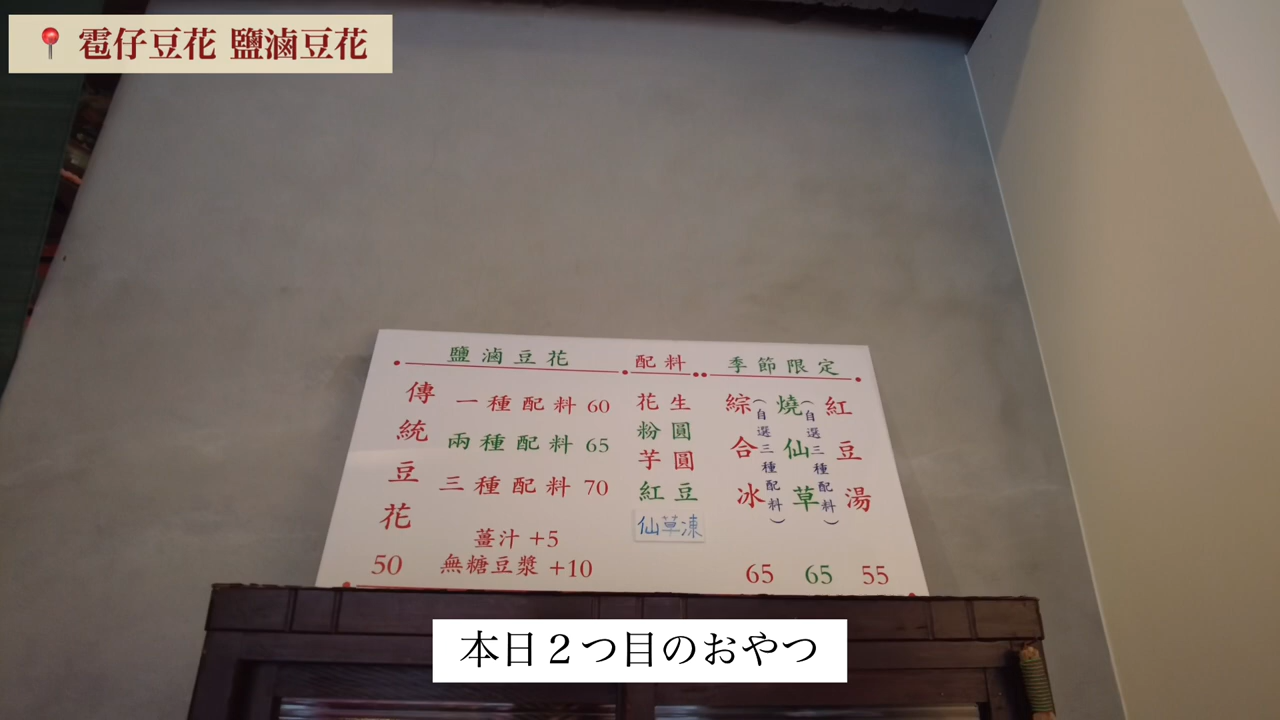 雹仔豆花 鹽滷豆花
鹽滷豆花
傳統豆花
50
一種配料 60
兩種配料 65
三種配料 70
薑汁 +5
無糖豆漿 +10
配料
花生
粉圓
芋圓
紅豆
仙草凍
季節限定
綜合冰
(自選三種配料)
65
燒仙草
(自選三種配料)
65
紅豆湯
55
本日2つ目のおやつ